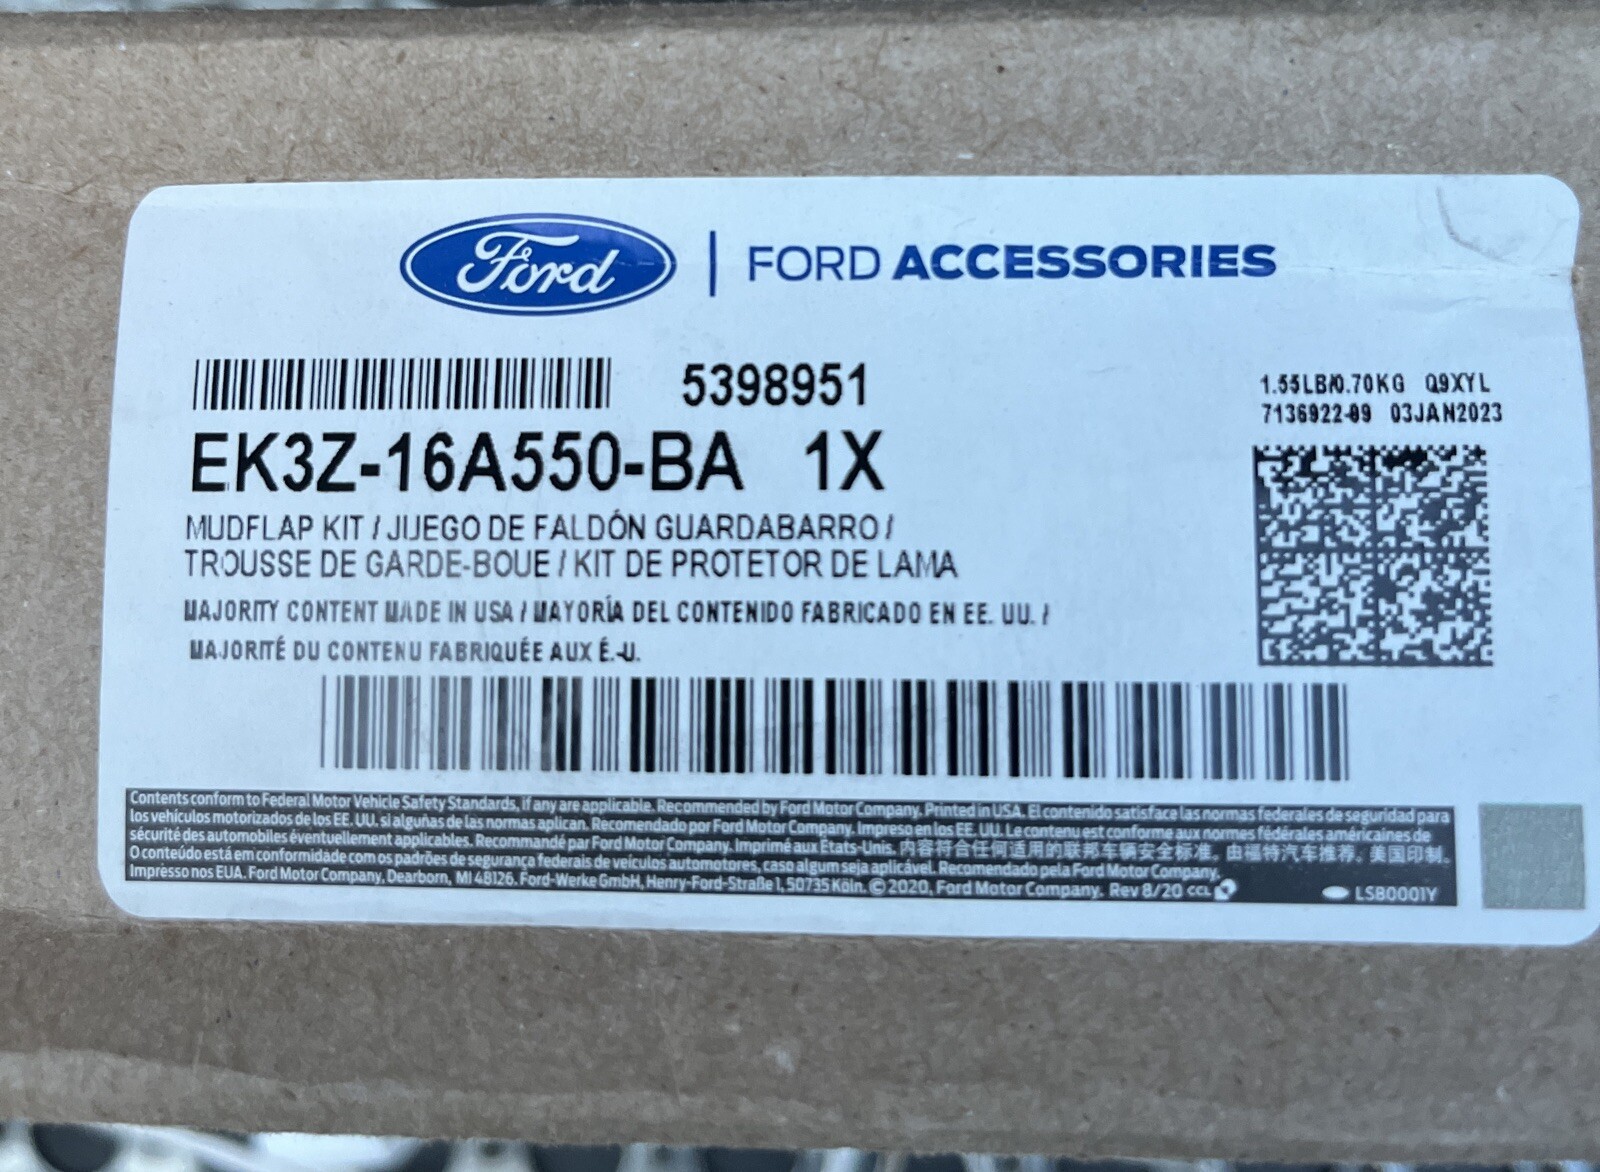 Ford | FORD ACCESSORIES
5398951
1.55LB/0.70KG Q9XYL
7136922-09 03JAN2023
EK3Z-16A550-BA 1X
MUDFLAP KIT / JUEGO DE FALDÓN GUARDABARRO /
TROUSSE DE GARDE-BOUE / KIT DE PROTETOR DE LAMA
MAJORITY CONTENT MADE IN USA / MAYORÍA DEL CONTENIDO FABRICADO EN EE. UU. /
MAJORITÉ DU CONTENU FABRIQUÉE AUX É.-U.
Contents conform to Federal Motor Vehicle Safety Standards, if any are applicable. Recommended by Ford Motor Company. Printed in USA. El contenido satisface las normas federales de seguridad para
los vehículos motorizados de los EE. UU. si alguñas de las normas aplican. Recomendado por Ford Motor Company. Impreso en los EE. UU. Le contenu est conforme aux normes fédérales américaines de
sécurité des automobiles éventuellement applicables. Recommandé par Ford Motor Company. Imprimé aux États-Unis. 内容符合任何适用的联邦车辆安全标准。由福特汽车推荐。美国印制。
O conteúdo está em conformidade com os padrões de segurança federais de veículos automotores, caso algum seja aplicável. Recomendado pela Ford Motor Company.
Impresso nos EUA. Ford Motor Company, Dearborn, MI 48126. Ford-Werke GmbH, Henry-Ford-Straße 1, 50735 Köln. © 2020, Ford Motor Company. Rev 8/20 CCL LSB0001Y